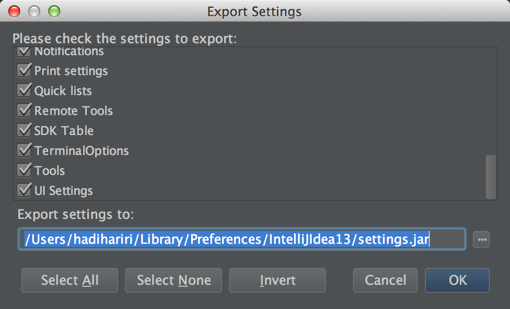 Export Settings
Please check the settings to export:
Notifications
Print settings
Quick lists
Remote Tools
SDK Table
TerminalOptions
Tools
UI Settings
Export settings to:
/Users/hadihariri/Library/Preferences/IntelliJIdea13/settings.jar
...
Select All
Select None
Invert
Cancel
OK